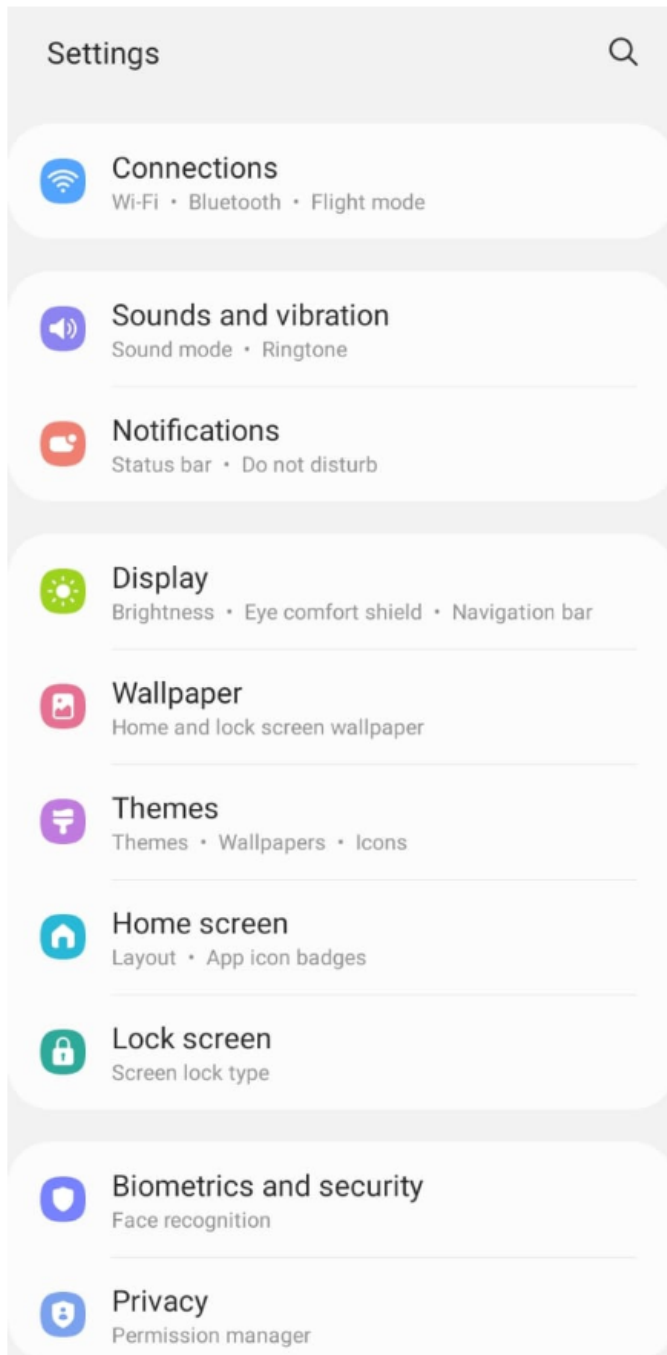 Settings
Connections
Wi-Fi • Bluetooth • Flight mode
Sounds and vibration
Sound mode • Ringtone
Notifications
Status bar • Do not disturb
Display
Brightness • Eye comfort shield • Navigation bar
Wallpaper
Home and lock screen wallpaper
Themes
Themes • Wallpapers • Icons
Home screen
Layout • App icon badges
Lock screen
Screen lock type
Biometrics and security
Face recognition
Privacy
Permission manager